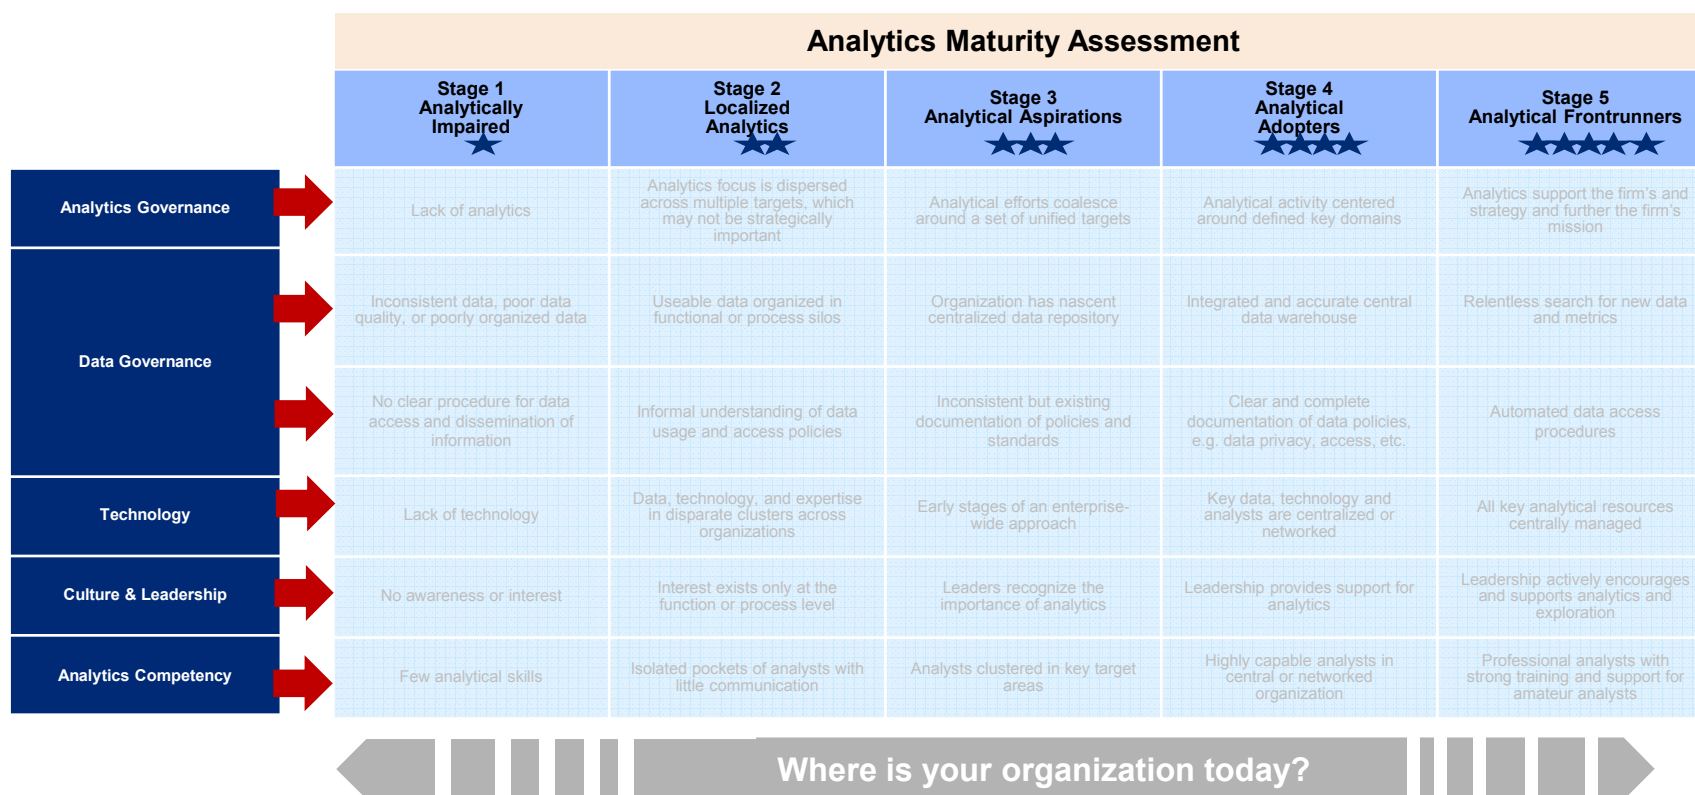 Analytics Maturity Assessment
Stage 1
Analytically
Impaired
Stage 2
Localized
Analytics
Stage 3
Analytical Aspirations
Stage 4
Analytical
Adopters
Stage 5
Analytical Frontrunners
Analytics Governance
Lack of analytics
Analytics focus is dispersed
across multiple targets, which
may not be strategically
important
Analytical efforts coalesce
around a set of unified targets
Analytical activity centered
around defined key domains
Analytics support the firm's and
strategy and further the firm's
mission
Data Governance
Inconsistent data, poor data
quality, or poorly organized data
Useable data organized in
functional or process silos
Organization has nascent
centralized data repository
Integrated and accurate central
data warehouse
Relentless search for new data
and metrics
No clear procedure for data
access and dissemination of
information
Informal understanding of data
usage and access policies
Inconsistent but existing
documentation of policies and
standards
Clear and complete
documentation of data policies,
e.g. data privacy, access, etc.
Automated data access
procedures
Technology
Lack of technology
Data, technology, and expertise
in disparate clusters across
organizations
Early stages of an enterprise-
wide approach
Key data, technology and
analysts are centralized or
networked
All key analytical resources
centrally managed
Culture & Leadership
No awareness or interest
Interest exists only at the
function or process level
Leaders recognize the
importance of analytics
Leadership provides support for
analytics
Leadership actively encourages
and supports analytics and
exploration
Analytics Competency
Few analytical skills
Isolated pockets of analysts with
little communication
Analysts clustered in key target
areas
Highly capable analysts in
central or networked
organization
Professional analysts with
strong training and support for
amateur analysts
Where is your organization today?